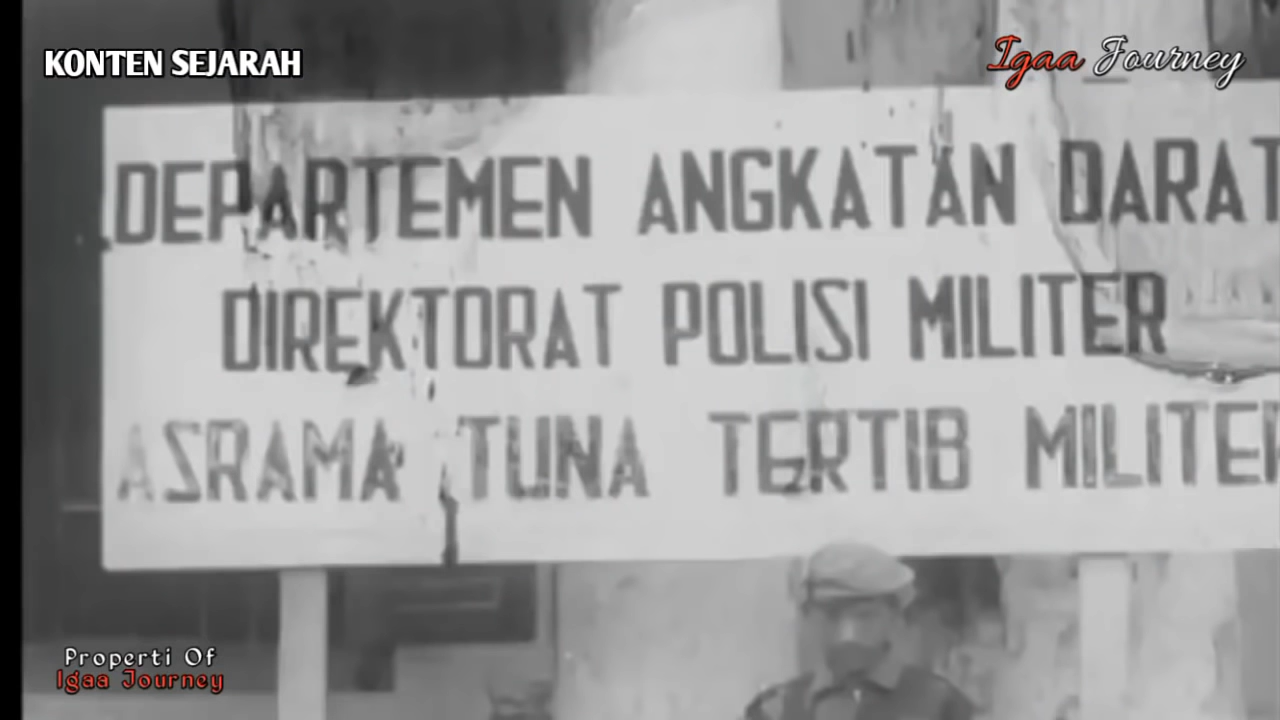 KONTEN SEJARAH
Igaa Journey
DEPARTEMEN ANGKATAN DARAT
DIREKTORAT POLISI MILITER
ASRAMA TUNA TERTIB MILITER
Properti Of
Igaa Journey